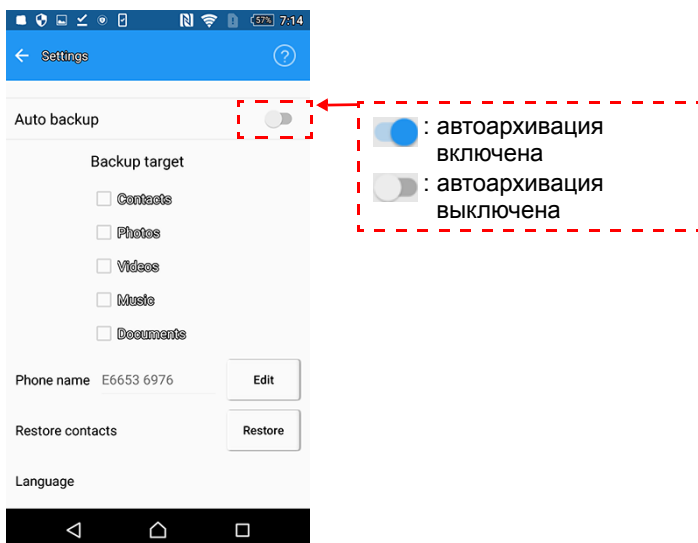 57% 7:14
Settings
?
Auto backup
Backup target
Contacts
Photos
Videos
Music
Documents
Phone name E6653 6976 Edit
Restore contacts Restore
Language
: автоархивация
включена
: автоархивация
выключена